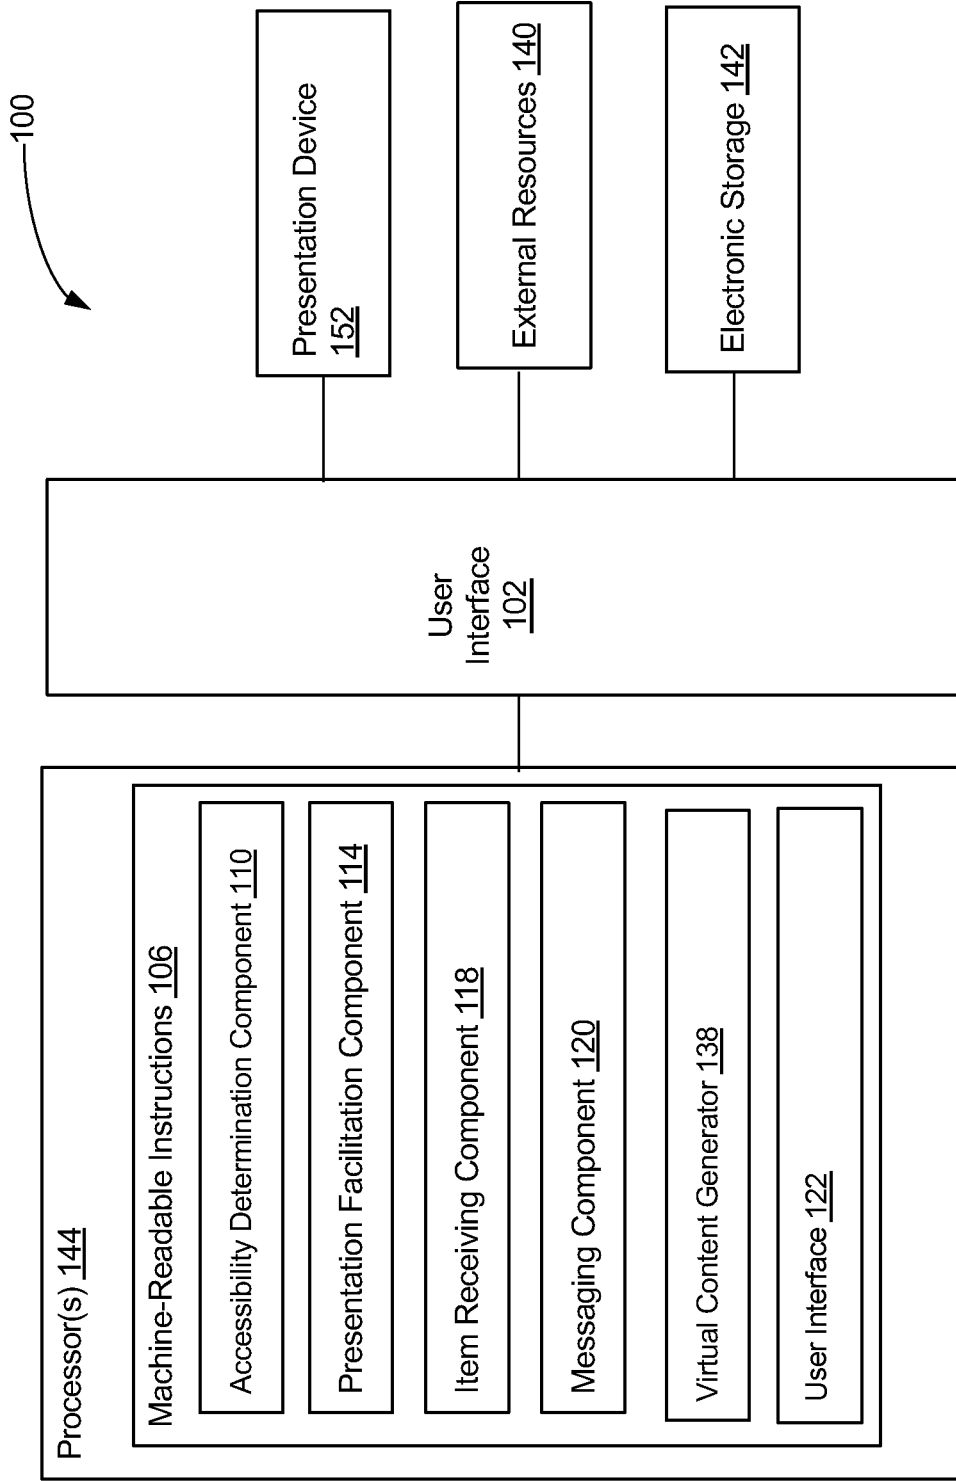 100
Processor(s) 144
Machine-Readable Instructions 106
Accessibility Determination Component 110
Presentation Facilitation Component 114
Item Receiving Component 118
Messaging Component 120
Virtual Content Generator 138
User Interface 122
User
Interface
102
Presentation Device
152
External Resources 140
Electronic Storage 142